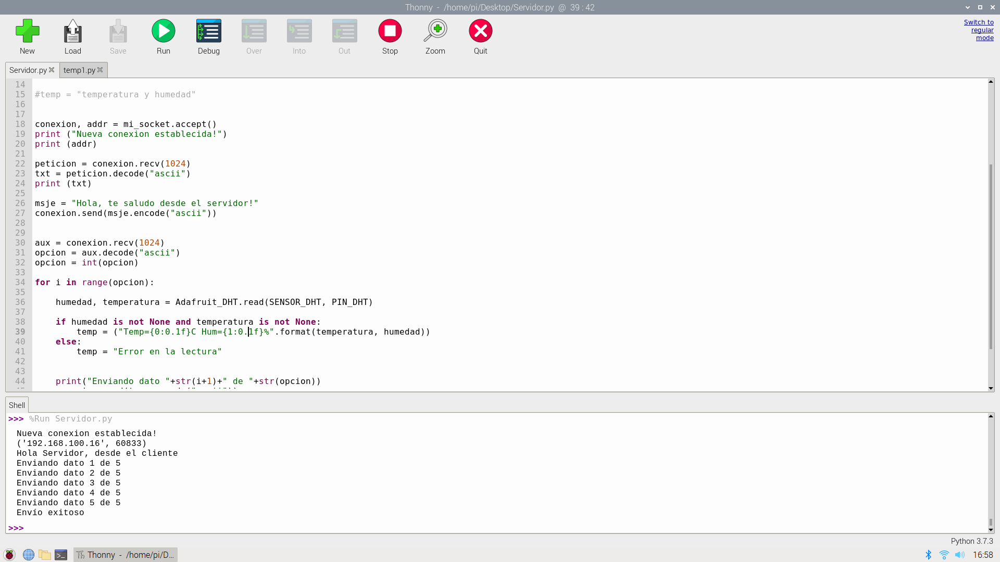 Thonny - /home/pi/Desktop/Servidor.py @ 39 : 42
New Load Save Run Debug Over Into Out Stop Zoom Quit
Switch to
regular
mode
Servidor.py temp1.py
14
15 #temp = "temperatura y humedad"
16
17
18 conexion, addr = mi_socket.accept()
19 print ("Nueva conexion establecida!")
20 print (addr)
21
22 peticion = conexion.recv(1024)
23 txt = peticion.decode("ascii")
24 print (txt)
25
26 msje = "Hola, te saludo desde el servidor!"
27 conexion.send(msje.encode("ascii"))
28
29
30 aux = conexion.recv(1024)
31 opcion = aux.decode("ascii")
32 opcion = int(opcion)
33
34 for i in range(opcion):
35
36     humedad, temperatura = Adafruit_DHT.read(SENSOR_DHT, PIN_DHT)
37
38     if humedad is not None and temperatura is not None:
39         temp = ("Temp={0:0.1f}C Hum={1:0.1f}%".format(temperatura, humedad))
40     else:
41         temp = "Error en la lectura"
42
43
44     print("Enviando dato "+str(i+1)+" de "+str(opcion))
Shell
>>> %Run Servidor.py
Nueva conexion establecida!
('192.168.100.16', 60833)
Hola Servidor, desde el cliente
Enviando dato 1 de 5
Enviando dato 2 de 5
Enviando dato 3 de 5
Enviando dato 4 de 5
Enviando dato 5 de 5
Envío exitoso
>>>
Python 3.7.3
Thonny - /home/pi/D...
16:58